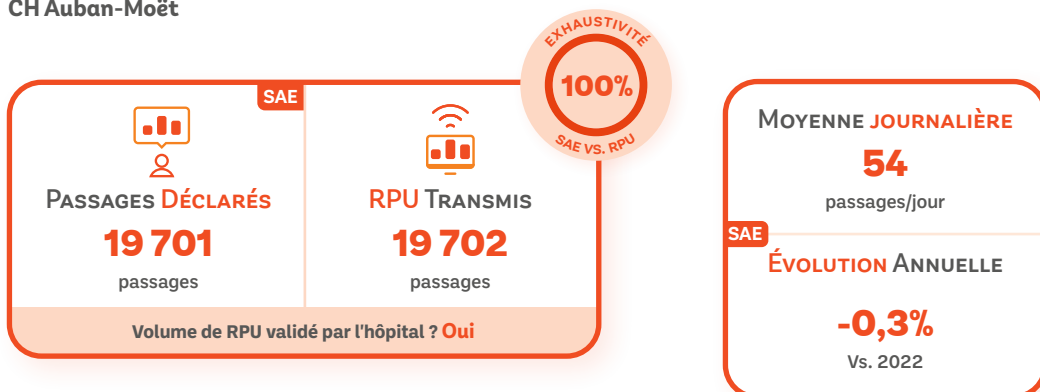 CH Auban-Moët
EXHAUSTIVITÉ
100%
SAE VS. RPU
SAE
PASSAGES DÉCLARÉS
19 701
passages
RPU TRANSMIS
19 702
passages
Volume de RPU validé par l'hôpital ? Oui
MOYENNE JOURNALIÈRE
54
passages/jour
SAE
ÉVOLUTION ANNUELLE
-0,3%
Vs. 2022